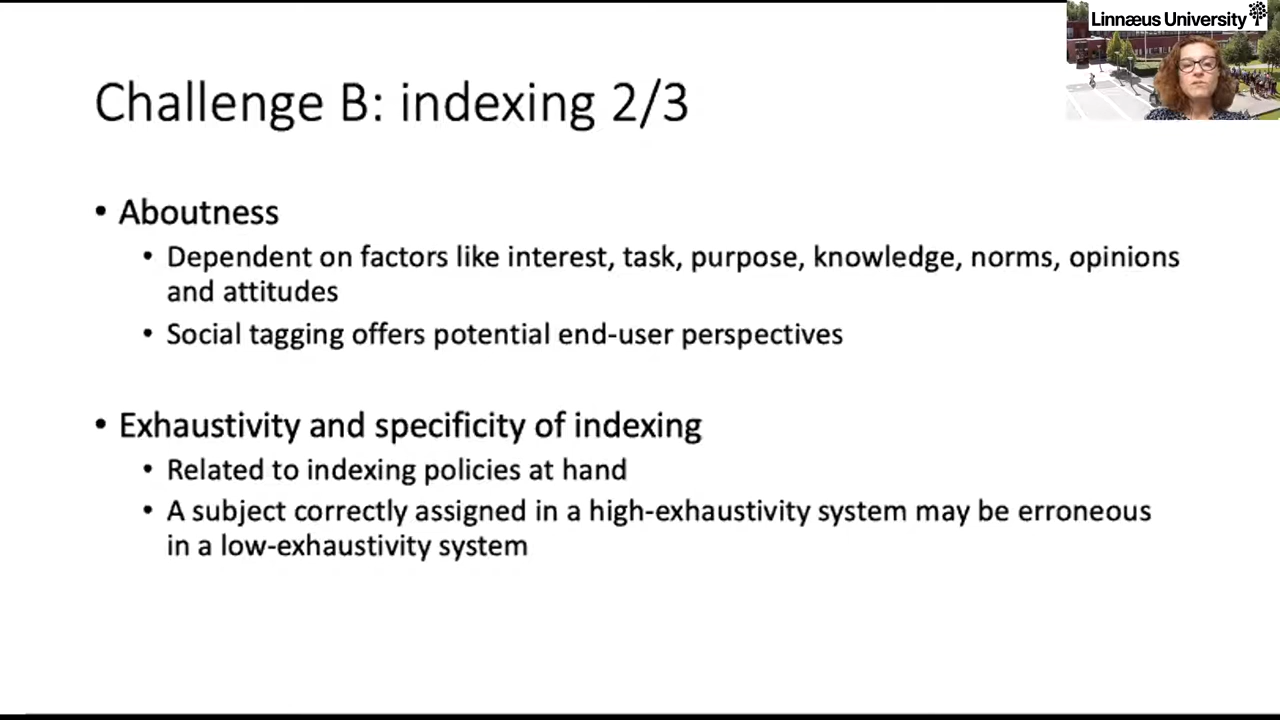 Linnæus University
Challenge B: indexing 2/3
• Aboutness
• Dependent on factors like interest, task, purpose, knowledge, norms, opinions
and attitudes
• Social tagging offers potential end-user perspectives
• Exhaustivity and specificity of indexing
• Related to indexing policies at hand
• A subject correctly assigned in a high-exhaustivity system may be erroneous
in a low-exhaustivity system